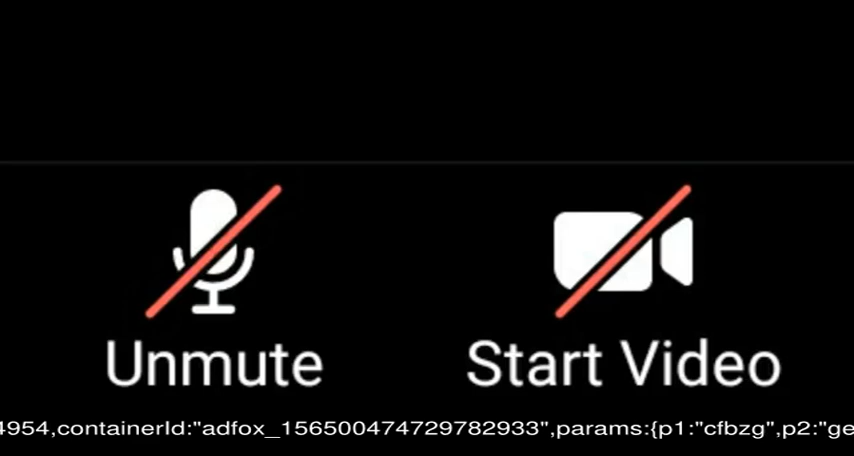 Unmute Start Video
4954,containerId:"adfox_156500474729782933",params:{p1:"cfbzg",p2:"ge